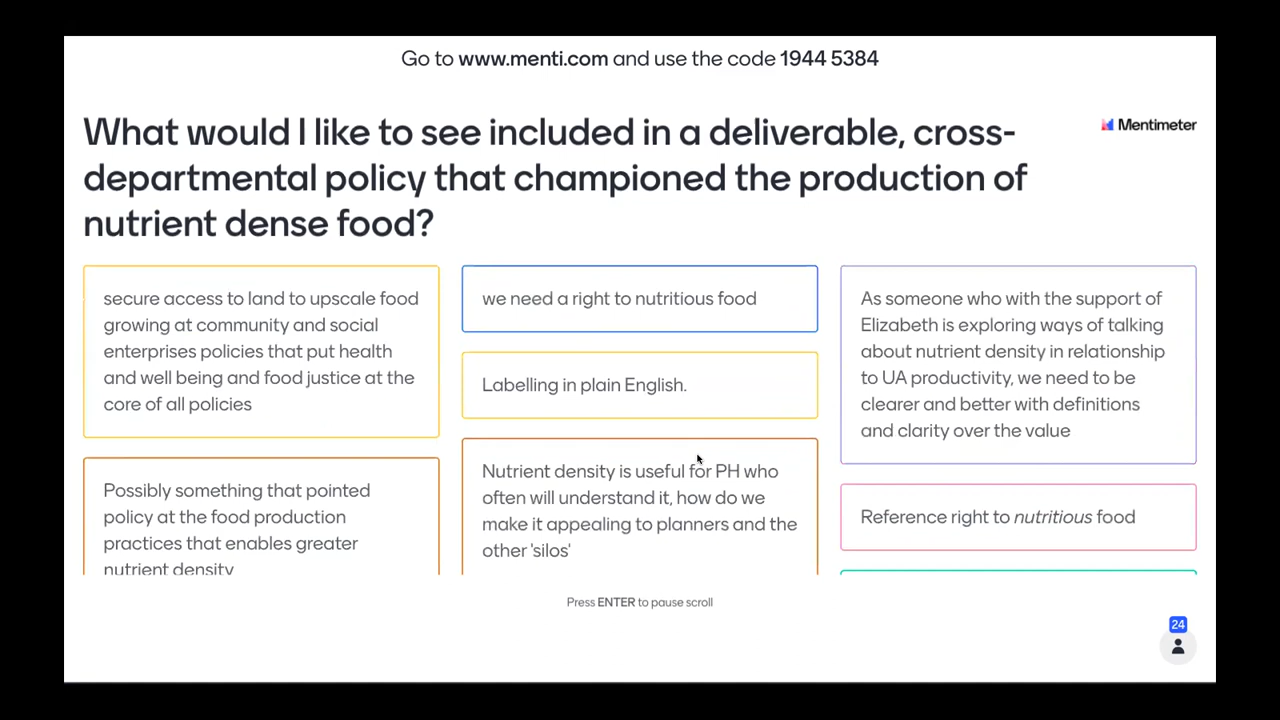 Go to www.menti.com and use the code 1944 5384
What would I like to see included in a deliverable, cross-
departmental policy that championed the production of
nutrient dense food?
Mentimeter
secure access to land to upscale food
growing at community and social
enterprises policies that put health
and well being and food justice at the
core of all policies
Possibly something that pointed
policy at the food production
practices that enables greater
nutrient density
we need a right to nutritious food
Labelling in plain English.
Nutrient density is useful for PH who
often will understand it, how do we
make it appealing to planners and the
other 'silos'
As someone who with the support of
Elizabeth is exploring ways of talking
about nutrient density in relationship
to UA productivity, we need to be
clearer and better with definitions
and clarity over the value
Reference right to nutritious food
Press ENTER to pause scroll
24